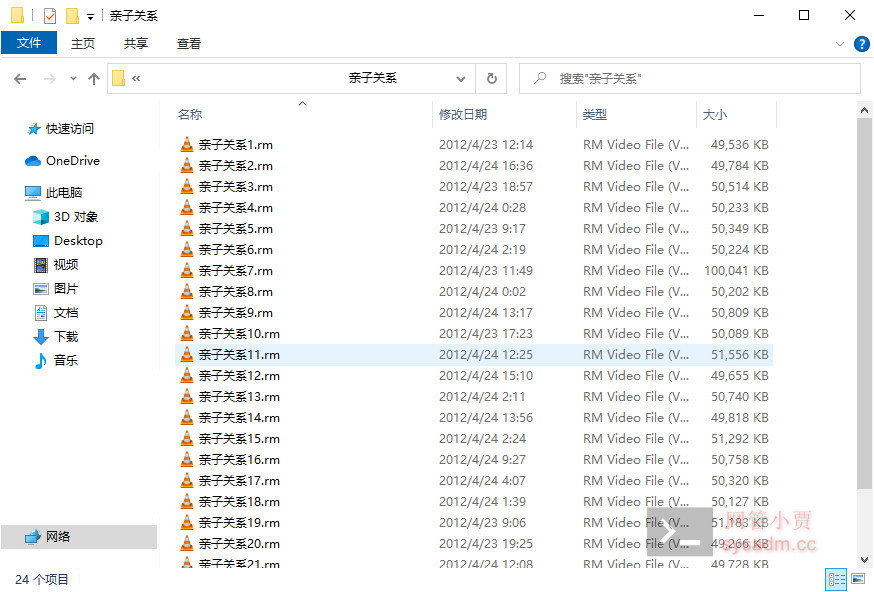 亲子关系
文件 主页 共享 查看
« 亲子关系 搜索"亲子关系"
名称 修改日期 类型 大小
快速访问
OneDrive
此电脑
3D 对象
Desktop
视频
图片
文档
下载
音乐
网络
亲子关系1.rm 2012/4/23 12:14 RM Video File (V... 49,536 KB
亲子关系2.rm 2012/4/24 16:36 RM Video File (V... 49,784 KB
亲子关系3.rm 2012/4/23 18:57 RM Video File (V... 50,514 KB
亲子关系4.rm 2012/4/24 0:28 RM Video File (V... 50,233 KB
亲子关系5.rm 2012/4/23 9:17 RM Video File (V... 50,349 KB
亲子关系6.rm 2012/4/24 2:19 RM Video File (V... 50,224 KB
亲子关系7.rm 2012/4/23 11:49 RM Video File (V... 100,041 KB
亲子关系8.rm 2012/4/24 0:02 RM Video File (V... 50,202 KB
亲子关系9.rm 2012/4/24 13:17 RM Video File (V... 50,809 KB
亲子关系10.rm 2012/4/23 17:23 RM Video File (V... 50,089 KB
亲子关系11.rm 2012/4/24 12:25 RM Video File (V... 51,556 KB
亲子关系12.rm 2012/4/24 15:10 RM Video File (V... 49,655 KB
亲子关系13.rm 2012/4/24 2:11 RM Video File (V... 50,740 KB
亲子关系14.rm 2012/4/24 13:56 RM Video File (V... 49,818 KB
亲子关系15.rm 2012/4/24 2:24 RM Video File (V... 51,292 KB
亲子关系16.rm 2012/4/24 9:27 RM Video File (V... 50,758 KB
亲子关系17.rm 2012/4/24 4:07 RM Video File (V... 50,320 KB
亲子关系18.rm 2012/4/24 1:39 RM Video File (V... 50,127 KB
亲子关系19.rm 2012/4/23 9:06 RM Video File (V... 51,183 KB
亲子关系20.rm 2012/4/23 19:25 RM Video File (V... 49,266 KB
亲子关系21.rm 2012/4/24 12:08 RM Video File (V... 49,728 KB
网管小贾
sysadm.cc
24 个项目